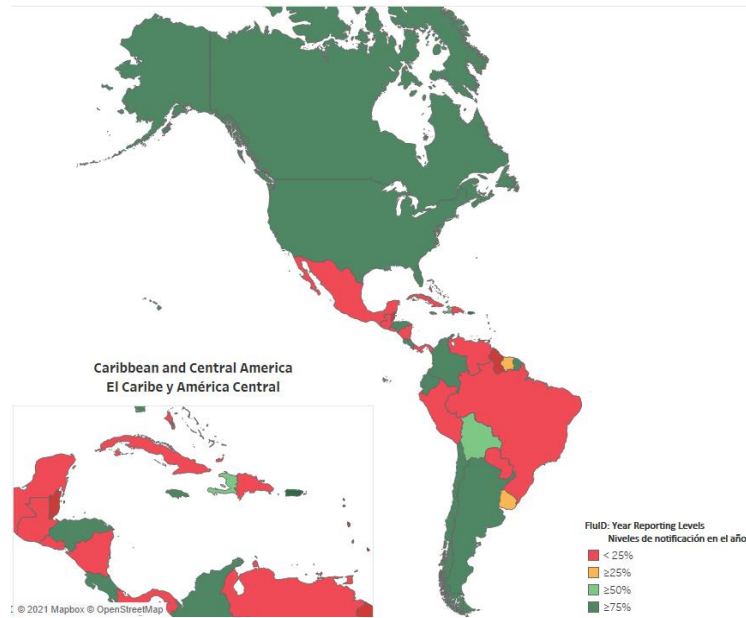 Caribbean and Central America
El Caribe y América Central
© 2021 Mapbox © OpenStreetMap
FluID: Year Reporting Levels
Niveles de notificación en el año
< 25%
≥25%
≥50%
≥75%